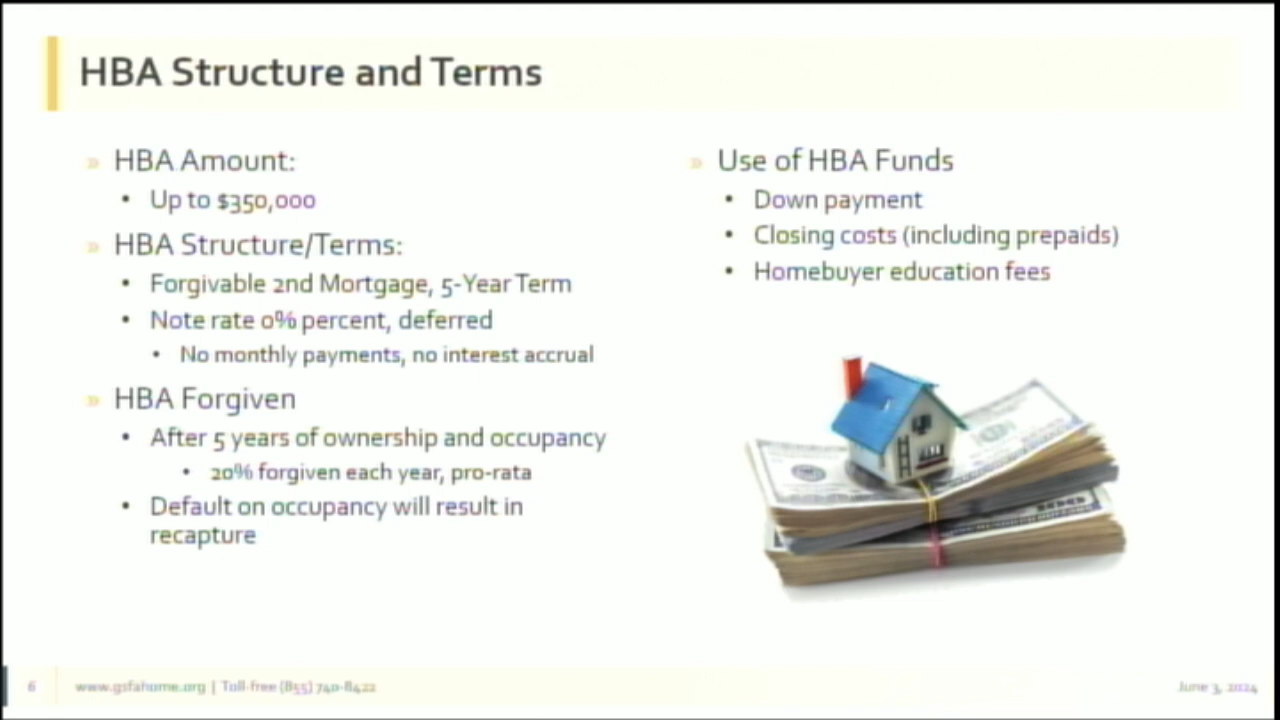 HBA Structure and Terms
» HBA Amount:
• Up to $350,000
» HBA Structure/Terms:
• Forgivable 2nd Mortgage, 5-Year Term
• Note rate 0% percent, deferred
• No monthly payments, no interest accrual
» HBA Forgiven
• After 5 years of ownership and occupancy
• 20% forgiven each year, pro-rata
• Default on occupancy will result in
recapture
» Use of HBA Funds
• Down payment
• Closing costs (including prepaids)
• Homebuyer education fees
100
6 www.gsfahome.org | Toll-free (855) 740-8422 June 3, 2024